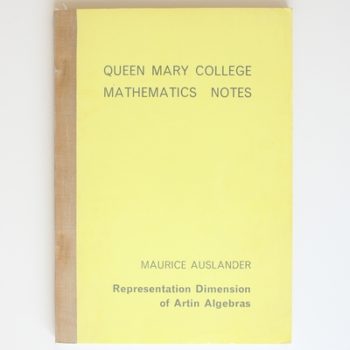 QUEEN MARY COLLEGE
MATHEMATICS NOTES
MAURICE AUSLANDER
Representation Dimension
of Artin Algebras